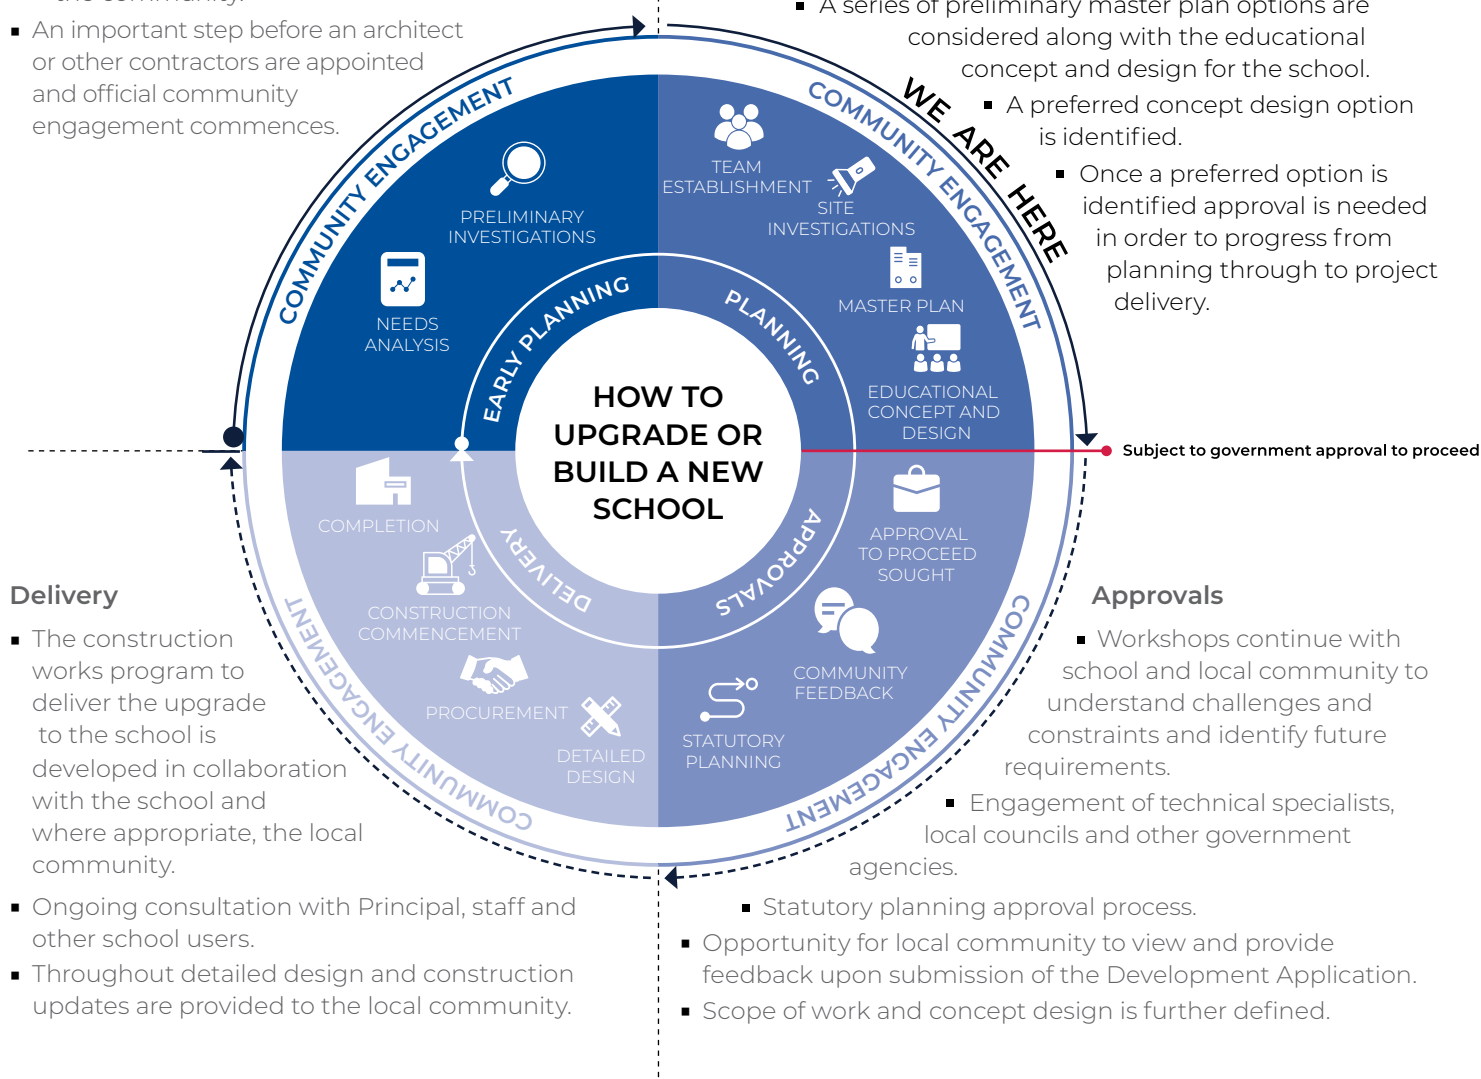 the community.
▪ An important step before an architect
or other contractors are appointed
and official community
engagement commences.
▪ A series of preliminary master plan options are
considered along with the educational
concept and design for the school.
▪ A preferred concept design option
is identified.
▪ Once a preferred option is
identified approval is needed
in order to progress from
planning through to project
delivery.
WE ARE HERE
COMMUNITY ENGAGEMENT
COMMUNITY ENGAGEMENT
PRELIMINARY
INVESTIGATIONS
NEEDS
ANALYSIS
EARLY PLANNING
TEAM
ESTABLISHMENT
SITE
INVESTIGATIONS
MASTER PLAN
EDUCATIONAL
CONCEPT AND
DESIGN
PLANNING
HOW TO
UPGRADE OR
BUILD A NEW
SCHOOL
Subject to government approval to proceed
APPROVAL
TO PROCEED
SOUGHT
COMMUNITY
FEEDBACK
STATUTORY
PLANNING
APPROVALS
COMMUNITY ENGAGEMENT
COMPLETION
CONSTRUCTION
COMMENCEMENT
PROCUREMENT
DETAILED
DESIGN
DELIVERY
COMMUNITY ENGAGEMENT
Delivery
▪ The construction
works program to
deliver the upgrade
to the school is
developed in collaboration
with the school and
where appropriate, the local
community.
▪ Ongoing consultation with Principal, staff and
other school users.
▪ Throughout detailed design and construction
updates are provided to the local community.
Approvals
▪ Workshops continue with
school and local community to
understand challenges and
constraints and identify future
requirements.
▪ Engagement of technical specialists,
local councils and other government
agencies.
▪ Statutory planning approval process.
▪ Opportunity for local community to view and provide
feedback upon submission of the Development Application.
▪ Scope of work and concept design is further defined.